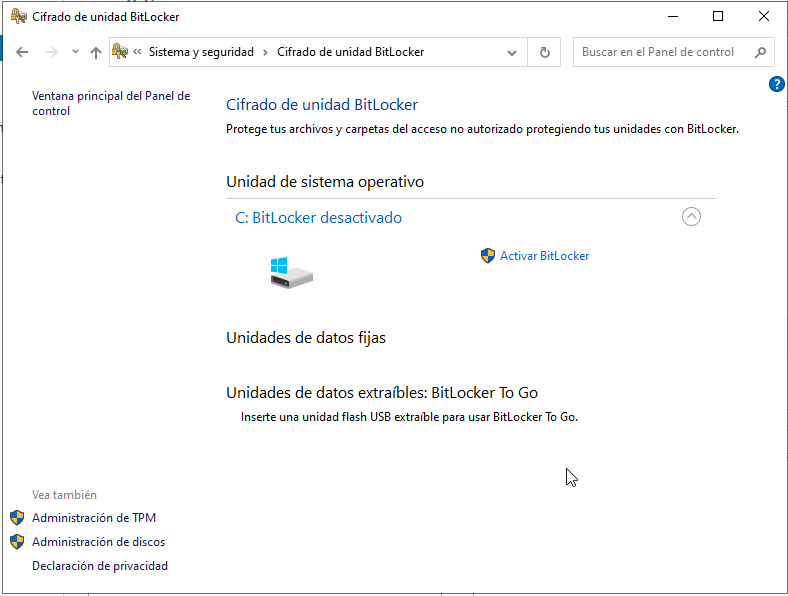 Cifrado de unidad BitLocker
« Sistema y seguridad › Cifrado de unidad BitLocker
Buscar en el Panel de control
Ventana principal del Panel de
control
Cifrado de unidad BitLocker
Protege tus archivos y carpetas del acceso no autorizado protegiendo tus unidades con BitLocker.
Unidad de sistema operativo
C: BitLocker desactivado
Activar BitLocker
Unidades de datos fijas
Unidades de datos extraíbles: BitLocker To Go
Inserte una unidad flash USB extraíble para usar BitLocker To Go.
Vea también
Administración de TPM
Administración de discos
Declaración de privacidad